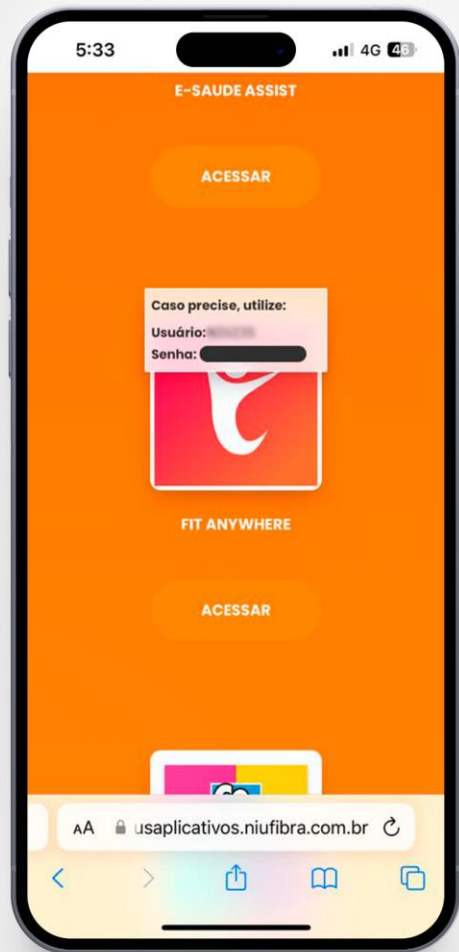 5:33
4G 46
E-SAUDE ASSIST
ACESSAR
Caso precise, utilize:
Usuário:
Senha:
FIT ANYWHERE
ACESSAR
AA usaplicativos.niufibra.com.br